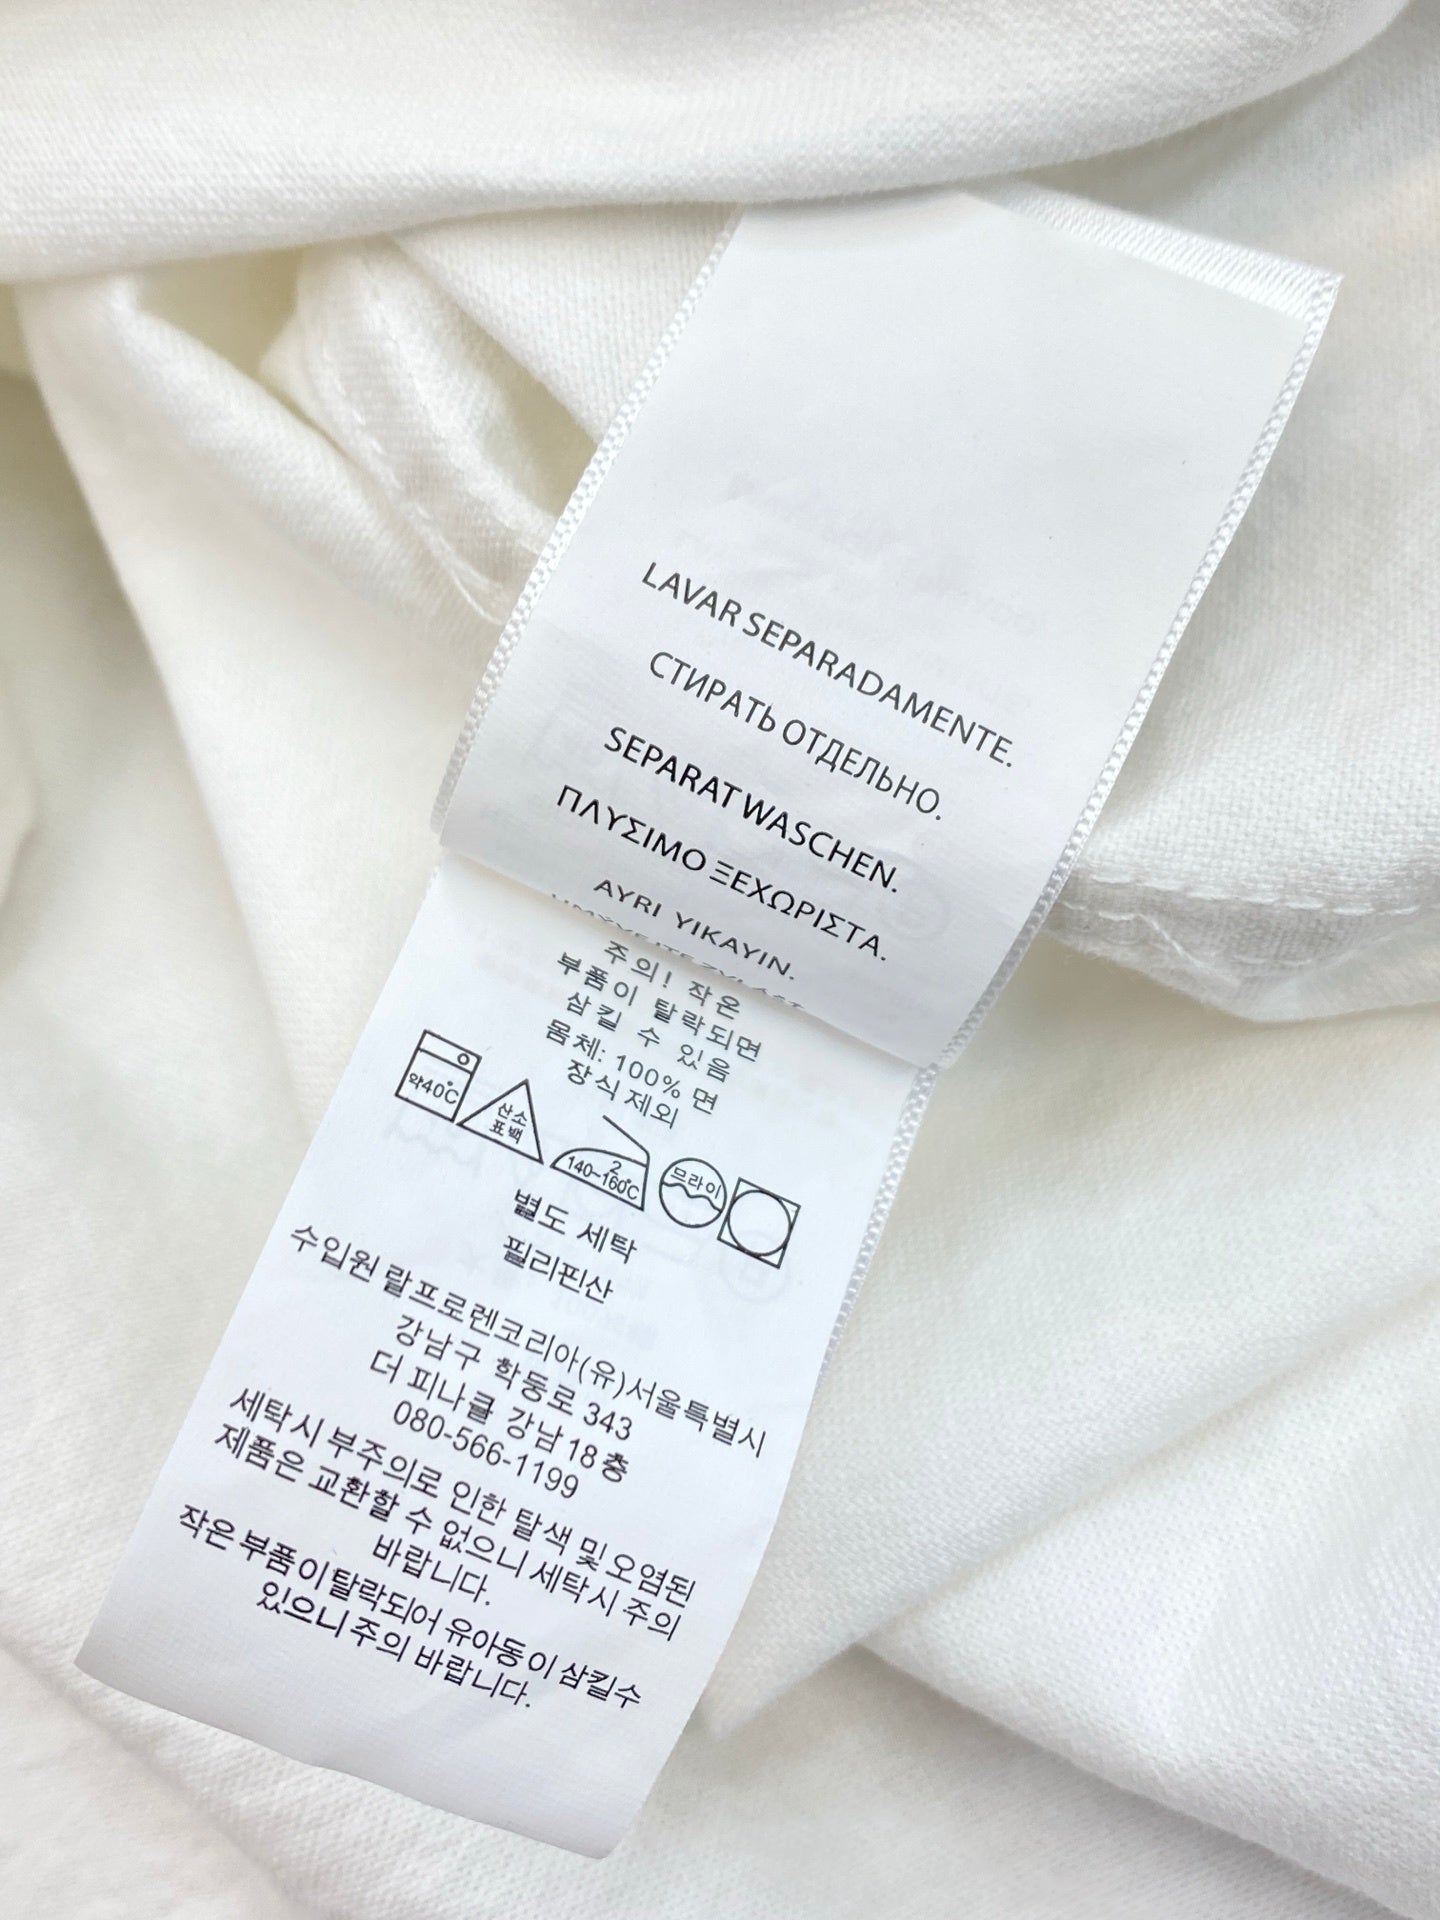 LAVAR SEPARADAMENTE.
СТИРАТЬ ОТДЕЛЬНО.
SEPARAT WASCHEN.
ΠΛΥΣΙΜΟ ΞΕΧΩΡΙΣΤΑ.
AYRI YIKAYIN.
주의! 작은
부품이 탈락되면
삼킬 수 있음
몸체: 100% 면
장식제외
약40°C
산소
표백
2
140~160°C
므라이
별도 세탁
필리핀산
수입원 랄프로렌코리아(유)서울특별시
강남구 학동로 343
더 피나클 강남18층
080-566-1199
세탁시 부주의로 인한 탈색 및 오염된
제품은 교환할 수 없으니 세탁시 주의
바랍니다.
작은 부품이 탈락되어 유아동이 삼킬수
있으니 주의 바랍니다.